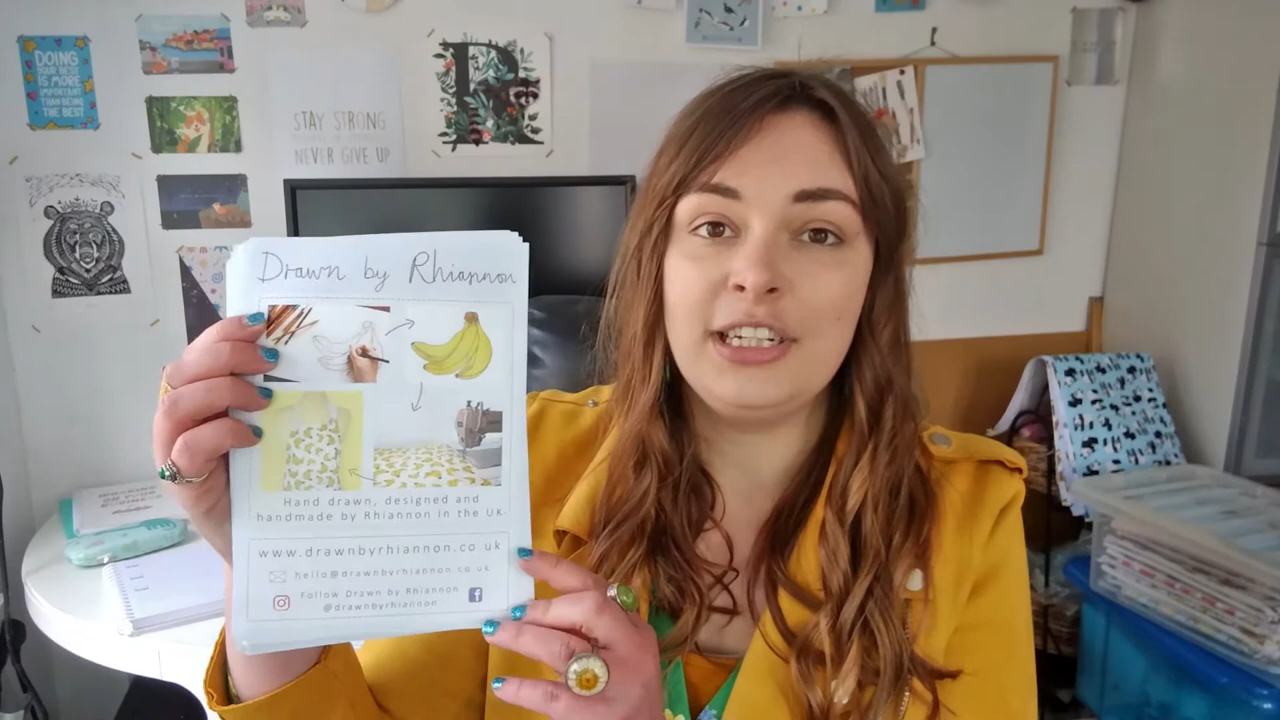 DOING
YOUR BEST
IS MORE
IMPORTANT
THAN BEING
THE BEST
STAY STRONG
NEVER GIVE UP
R
Drawn by Rhiannon
Hand drawn, designed and
handmade by Rhiannon in the UK.
www.drawnbyrhiannon.co.uk
hello@drawnbyrhiannon.co.uk
Follow Drawn by Rhiannon
@drawnbyrhiannon